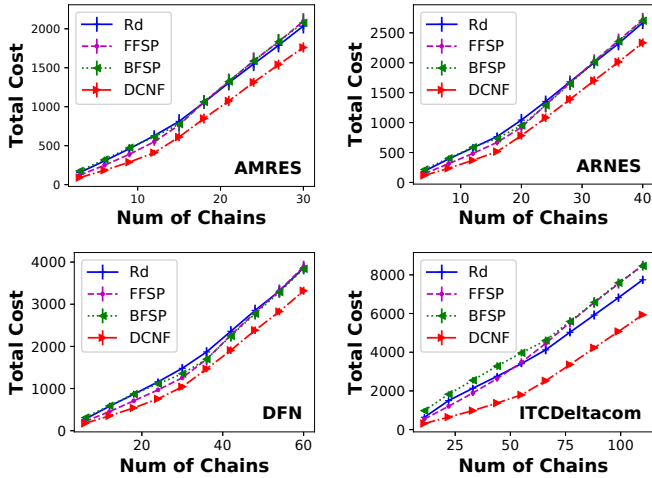 Total Cost
2000
1500
1000
500
0
10
20
30
Num of Chains
Rd
FFSP
BFSP
DCNF
AMRES
Total Cost
2500
2000
1500
1000
500
0
10
20
30
40
Num of Chains
Rd
FFSP
BFSP
DCNF
ARNES
Total Cost
4000
3000
2000
1000
0
20
40
60
Num of Chains
Rd
FFSP
BFSP
DCNF
DFN
Total Cost
8000
6000
4000
2000
0
25
50
75
100
Num of Chains
Rd
FFSP
BFSP
DCNF
ITCDeltacom